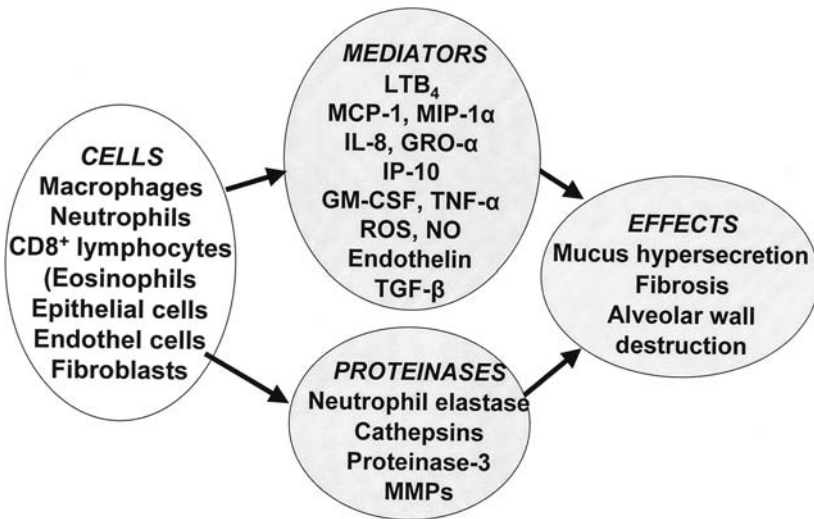 CELLS
Macrophages
Neutrophils
CD8⁺ lymphocytes
(Eosinophils
Epithelial cells
Endothel cells
Fibroblasts
MEDIATORS
LTB₄
MCP-1, MIP-1α
IL-8, GRO-α
IP-10
GM-CSF, TNF-α
ROS, NO
Endothelin
TGF-β
PROTEINASES
Neutrophil elastase
Cathepsins
Proteinase-3
MMPs
EFFECTS
Mucus hypersecretion
Fibrosis
Alveolar wall
destruction